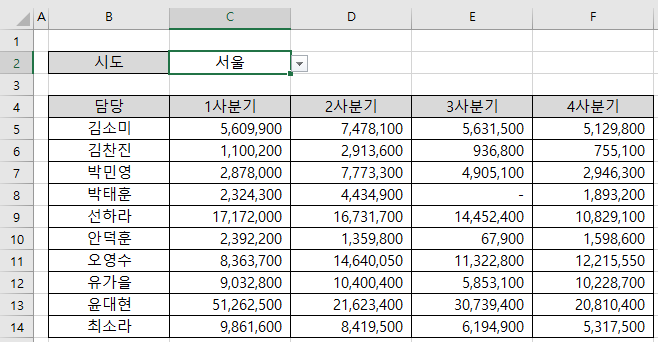 A B C D E F
1
2 시도 서울
3
4 담당 1사분기 2사분기 3사분기 4사분기
5 김소미 5,609,900 7,478,100 5,631,500 5,129,800
6 김찬진 1,100,200 2,913,600 936,800 755,100
7 박민영 2,878,000 7,773,300 4,905,100 2,946,300
8 박태훈 2,324,300 4,434,900 - 1,893,200
9 선하라 17,172,000 16,731,700 14,452,400 10,829,100
10 안덕훈 2,392,200 1,359,800 67,900 1,598,600
11 오영수 8,363,700 14,640,050 11,322,800 12,215,550
12 유가을 9,032,800 10,400,400 5,853,100 10,228,700
13 윤대현 51,262,500 21,623,400 30,739,400 20,810,400
14 최소라 9,861,600 8,419,500 6,194,900 5,317,500